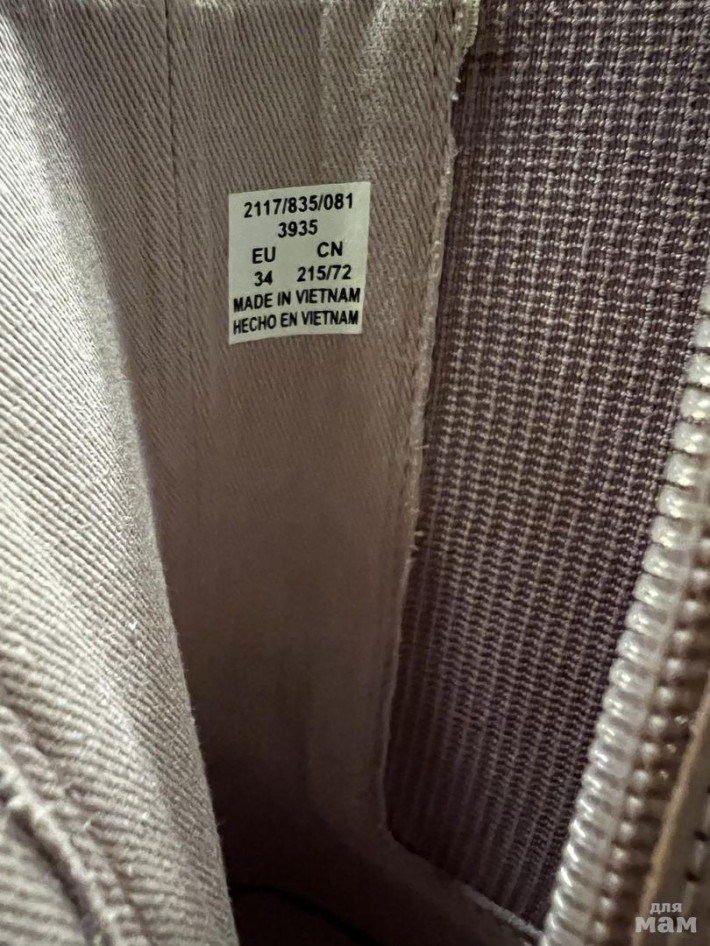 2117/835/081
3935
EU CN
34 215/72
MADE IN VIETNAM
HECHO EN VIETNAM
для
мам